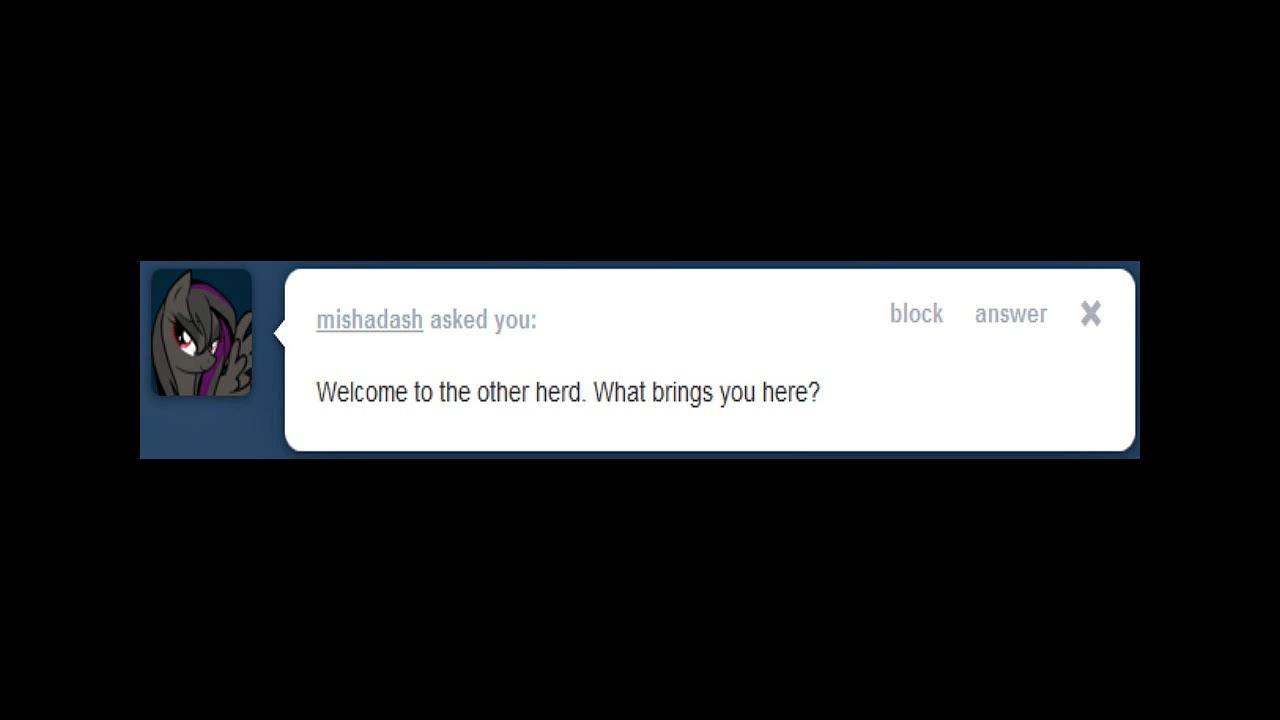 mishadash asked you: block answer
Welcome to the other herd. What brings you here?